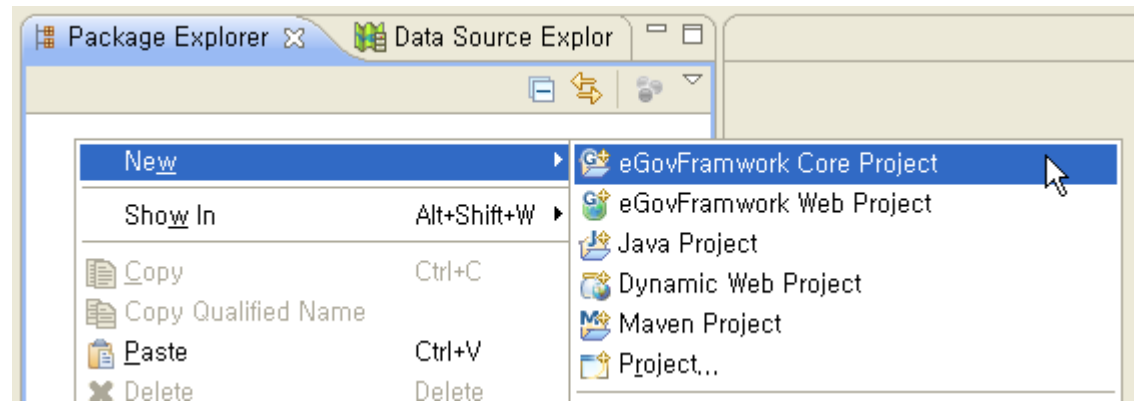 Package Explorer
Data Source Explor
New
eGovFramwork Core Project
eGovFramwork Web Project
Show In Alt+Shift+W
Java Project
Copy Ctrl+C
Dynamic Web Project
Copy Qualified Name
Maven Project
Paste Ctrl+V
Project...
Delete Delete